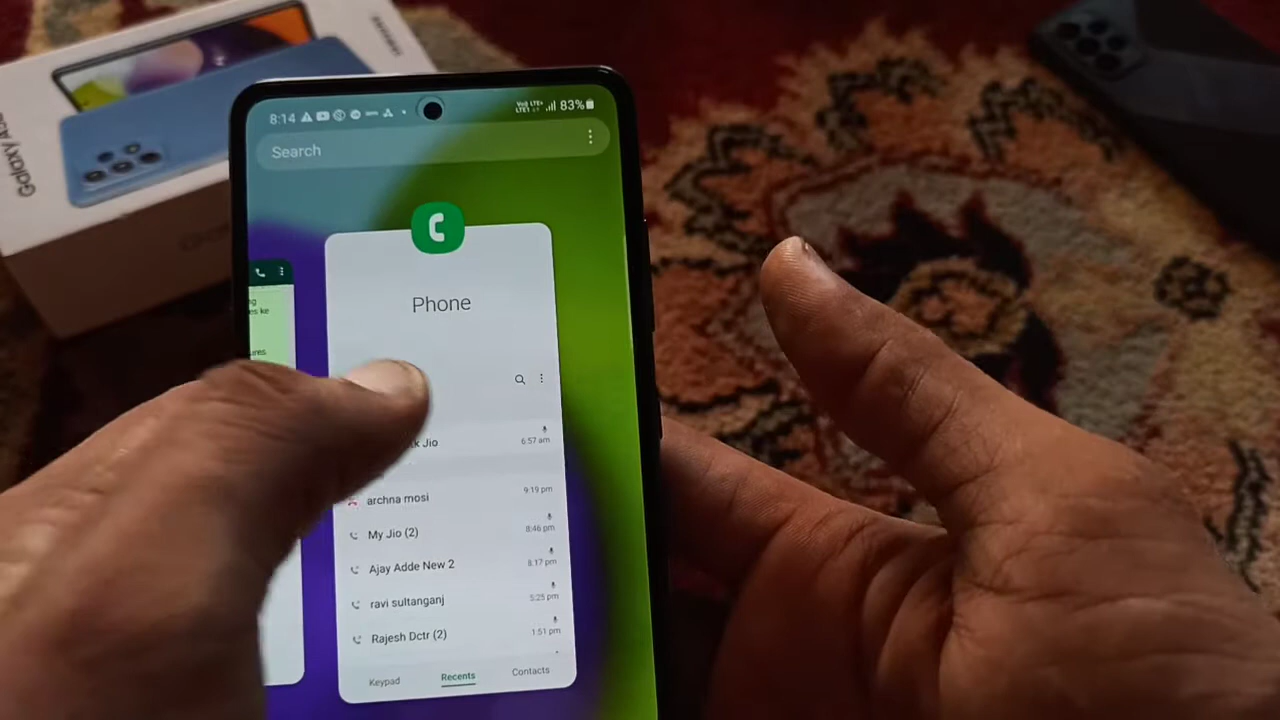 SAMSUNG
Galaxy A52
8:14
83%
Search
Phone
Jio
6:57 am
archna mosi
9:19 pm
My Jio (2)
8:46 pm
Ajay Adde New 2
8:17 pm
ravi sultanganj
5:25 pm
Rajesh Dctr (2)
1:51 pm
Keypad
Recents
Contacts